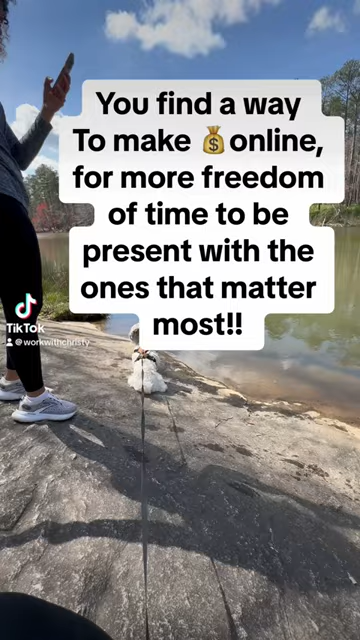 You find a way
To make 💰online,
for more freedom
of time to be
present with the
ones that matter
most!!
TikTok
@workwithchristy